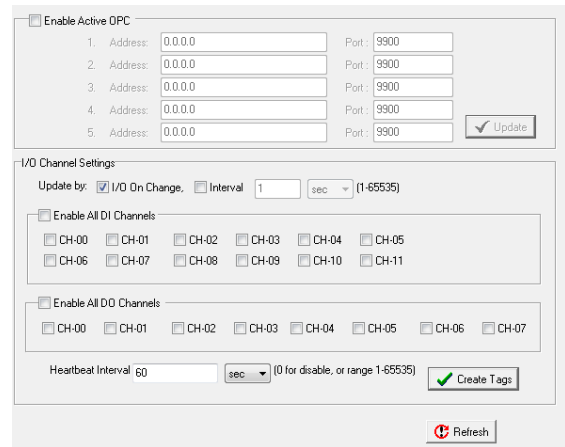 Enable Active OPC
1. Address: 0.0.0.0 Port : 9900
2. Address: 0.0.0.0 Port : 9900
3. Address: 0.0.0.0 Port : 9900
4. Address: 0.0.0.0 Port : 9900
5. Address: 0.0.0.0 Port : 9900 Update
I/O Channel Settings
Update by: I/O On Change, Interval 1 sec (1-65535)
Enable All DI Channels
CH-00 CH-01 CH-02 CH-03 CH-04 CH-05
CH-06 CH-07 CH-08 CH-09 CH-10 CH-11
Enable All DO Channels
CH-00 CH-01 CH-02 CH-03 CH-04 CH-05 CH-06 CH-07
Heartbeat Interval 60 sec (0 for disable, or range 1-65535) Create Tags
Refresh